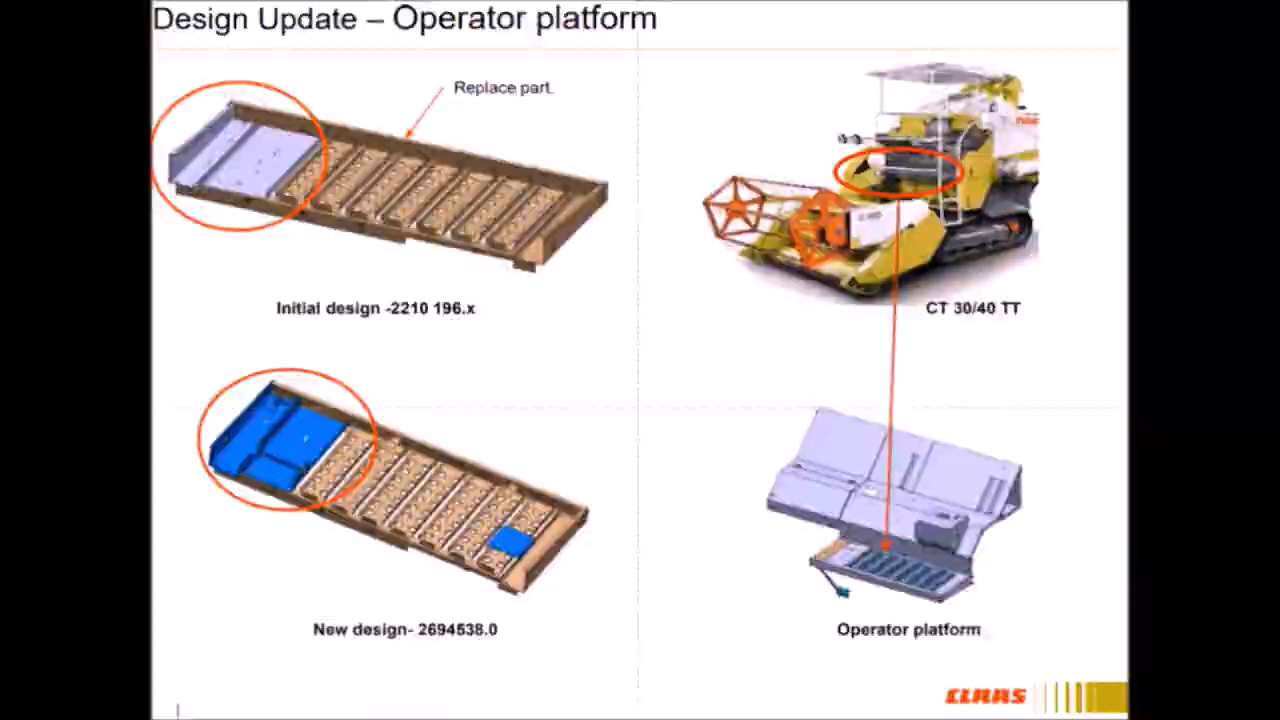 Design Update – Operator platform
Replace part.
Initial design -2210 196.x
CT 30/40 TT
New design- 2694538.0
Operator platform
CLAAS